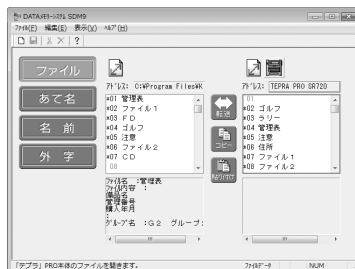 DATAメモリーシステム SDM9
ファイル(F) 編集(E) 表示(V) ヘルプ(H)
ファイル
あて名
名 前
外 字
アドレス: C:¥Program Files¥K
*01 管理表
*02 ファイル1
*03 FD
*04 ゴルフ
*05 注意
*06 ファイル2
*07 CD
08
ファイル名 :管理表
ファイル内容 :
備品名
管理番号
購入年月
:
グループ名 :G2 グループ:
転送
コピー
貼り付け
アドレス: TEPRA PRO SR720
01
*02 ゴルフ
*03 ラリー
*04 管理表
*05 注意
*06 住所
*07 ファイル1
*08 ファイル2
「テプラ」PRO本体のファイルを開きます。
ファイルデータ
NUM